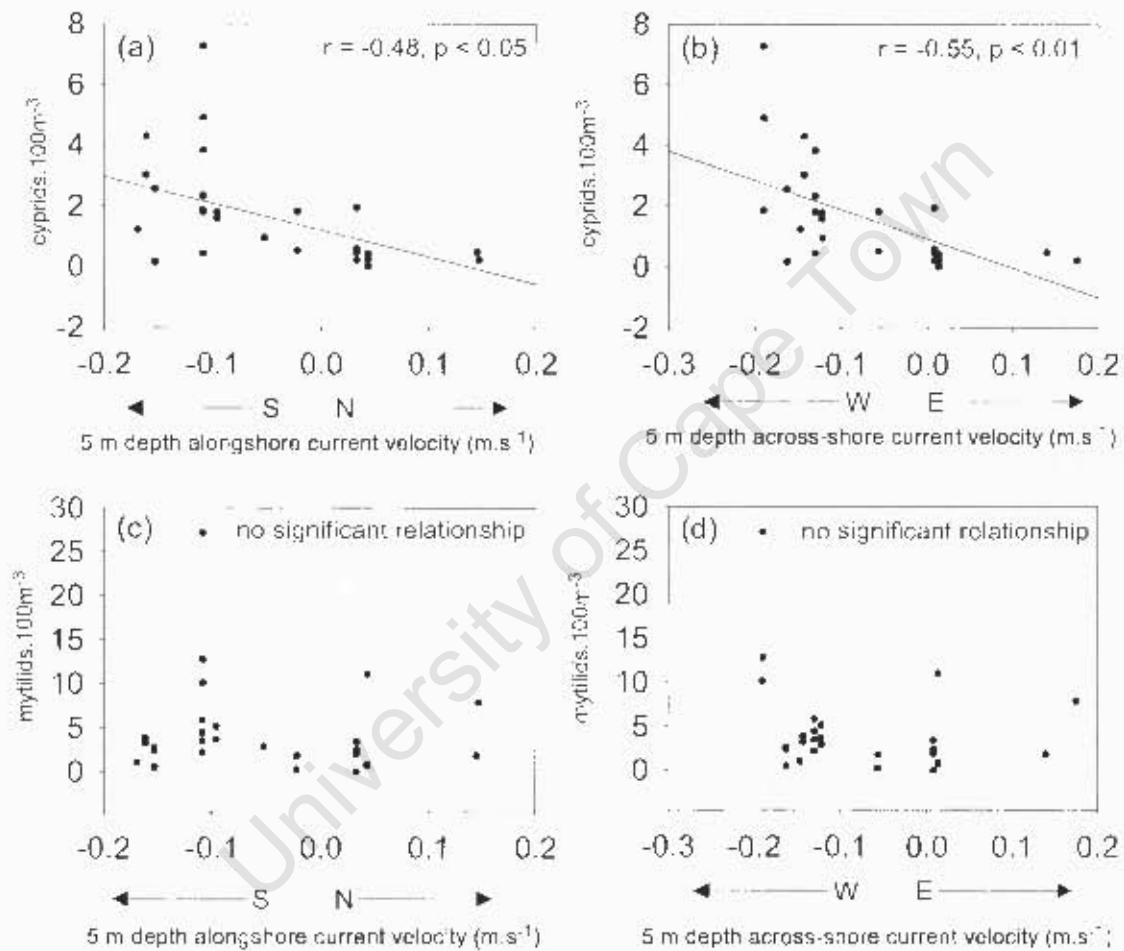 (a) r = -0.48, p < 0.05
8
6
4
2
0
-2
cyprids.100m⁻³
-0.2 -0.1 0.0 0.1 0.2
S N
5 m depth alongshore current velocity (m.s⁻¹)
(b) r = -0.55, p < 0.01
8
6
4
2
0
-2
cyprids.100m⁻³
-0.3 -0.2 -0.1 0.0 0.1 0.2
W E
5 m depth across-shore current velocity (m.s⁻¹)
(c) no significant relationship
30
25
20
15
10
5
0
mytilids.100m⁻³
-0.2 -0.1 0.0 0.1 0.2
S N
5 m depth alongshore current velocity (m.s⁻¹)
(d) no significant relationship
30
25
20
15
10
5
0
mytilids.100m⁻³
-0.3 -0.2 -0.1 0.0 0.1 0.2
W E
5 m depth across-shore current velocity (m.s⁻¹)
University of Cape Town